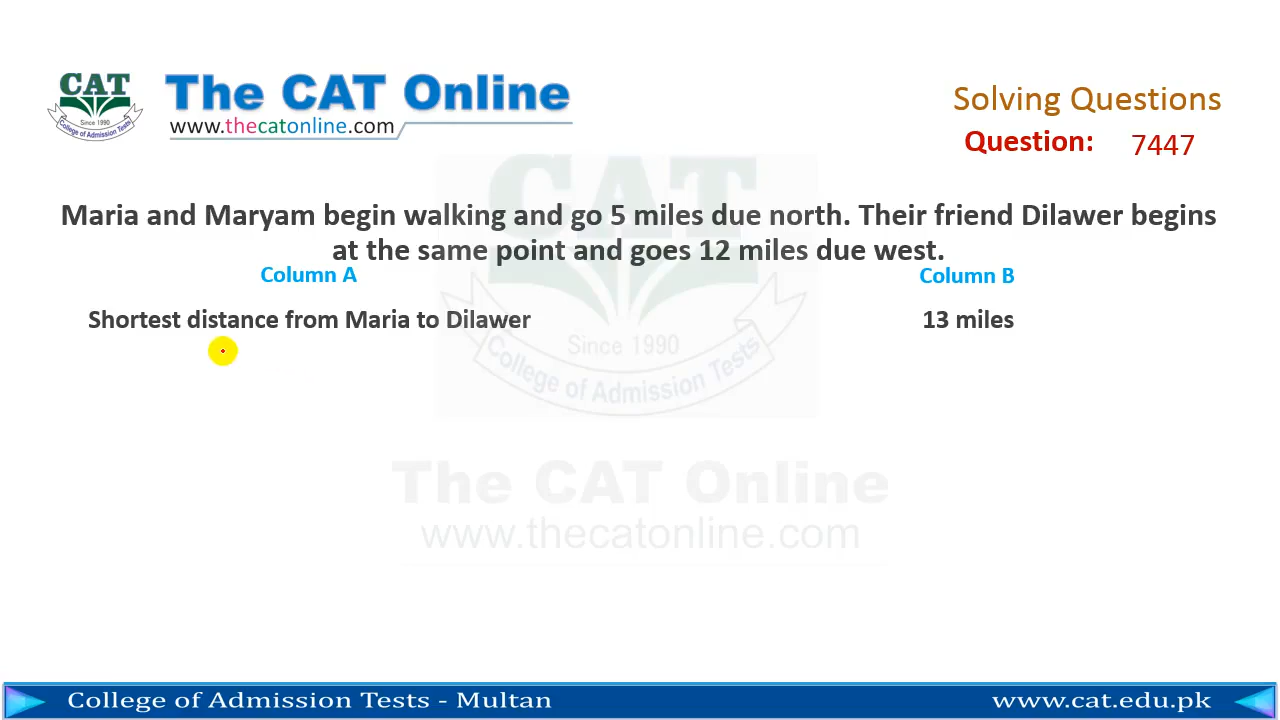 CAT
Since 1990
College of Admission Tests
The CAT Online
www.thecatonline.com
Solving Questions
Question: 7447
Maria and Maryam begin walking and go 5 miles due north. Their friend Dilawer begins
at the same point and goes 12 miles due west.
Column A
Column B
Shortest distance from Maria to Dilawer
13 miles
CAT
Since 1990
College of Admission Tests
The CAT Online
www.thecatonline.com
College of Admission Tests - Multan
www.cat.edu.pk